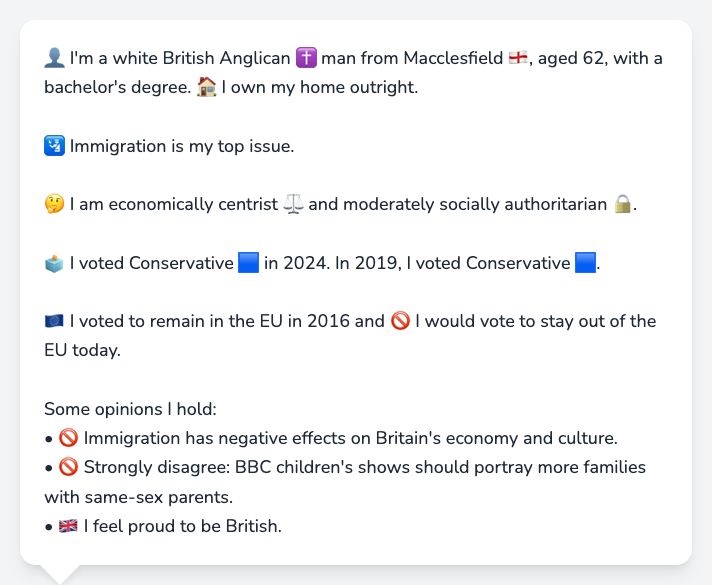 👤 I'm a white British Anglican ✝️ man from Macclesfield 🏴󠁧󠁢󠁥󠁮󠁧󠁿, aged 62, with a
bachelor's degree. 🏠 I own my home outright.
🛂 Immigration is my top issue.
🤔 I am economically centrist ⚖️ and moderately socially authoritarian 🔒.
🗳️ I voted Conservative 🟦 in 2024. In 2019, I voted Conservative 🟦.
🇪🇺 I voted to remain in the EU in 2016 and 🚫 I would vote to stay out of the
EU today.
Some opinions I hold:
• 🚫 Immigration has negative effects on Britain's economy and culture.
• 🚫 Strongly disagree: BBC children's shows should portray more families
with same-sex parents.
• 🇬🇧 I feel proud to be British.